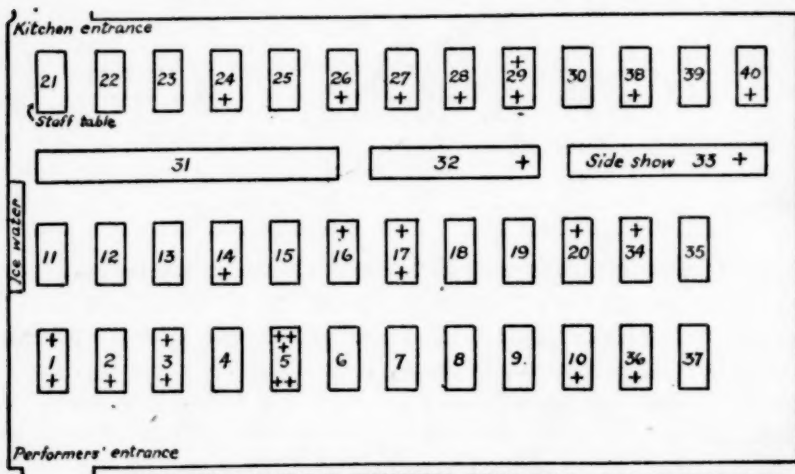 Kitchen entrance
21 22 23 24 25 26 27 28 29 30 38 39 40
+ + + + + + + +
Staff table
31 32 + Side show 33 +
Ice water
11 12 13 14 15 16 17 18 19 20 34 35
+ + + + + +
1 2 3 4 5 6 7 8 9. 10 36 37
+ + + + + + + + + + + +
Performers' entrance